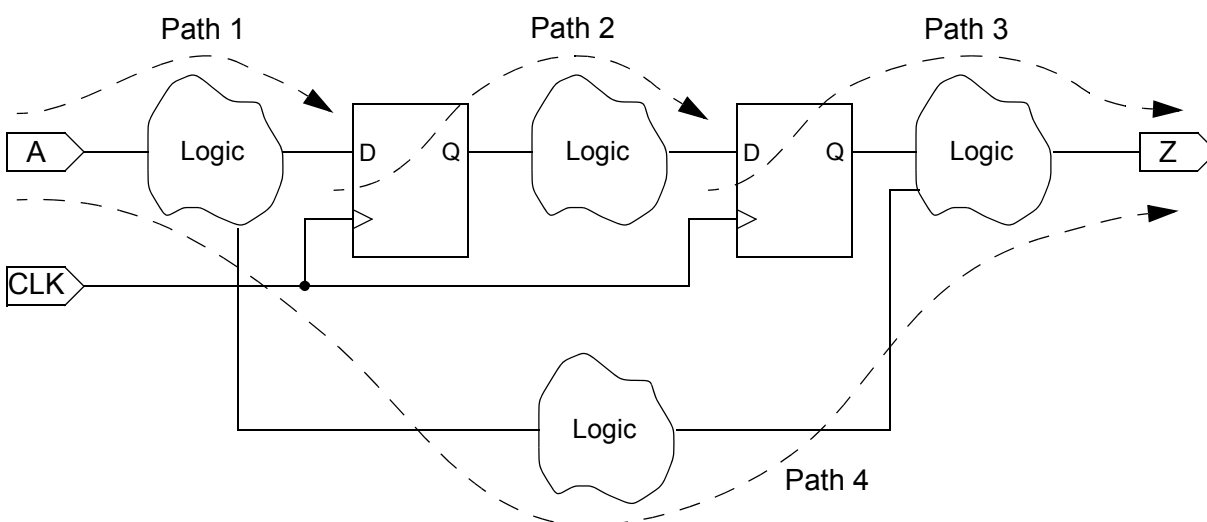 Path 1
Path 2
Path 3
A
Logic
D
Q
Logic
D
Q
Logic
Z
CLK
Logic
Path 4